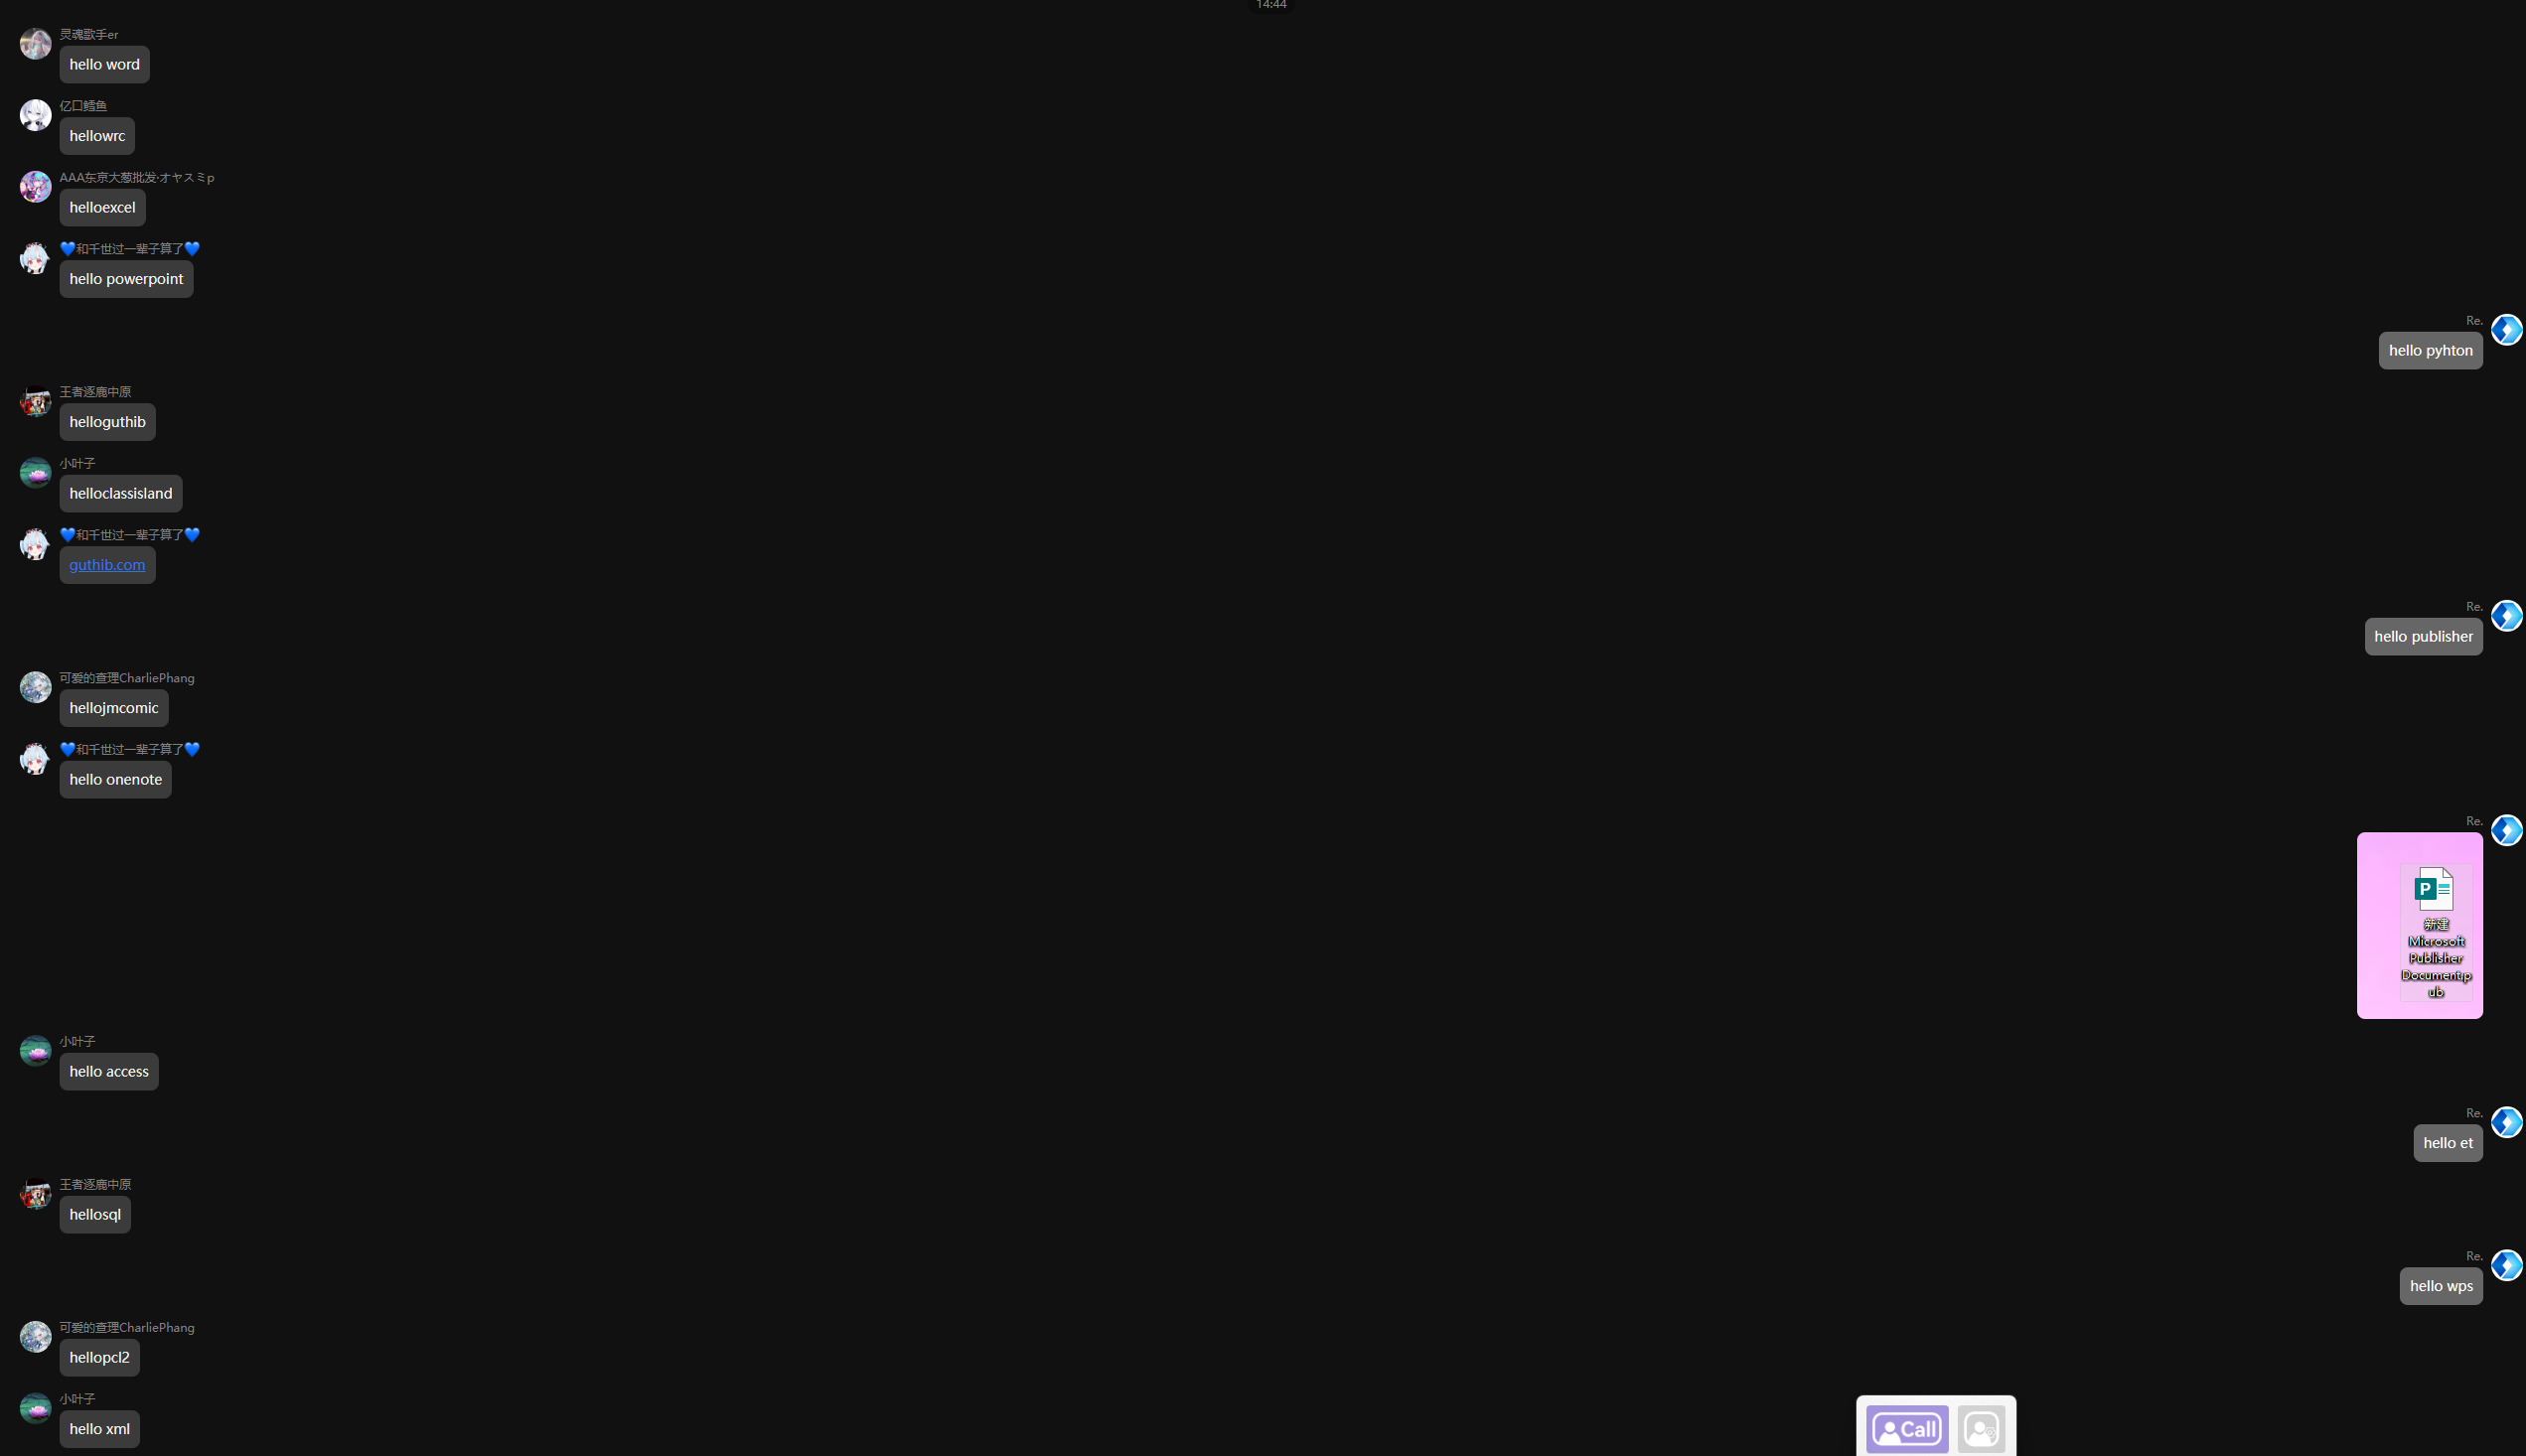 14:44
灵魂歌手er
hello word
亿口鳕鱼
hellowrc
AAA东京大葱批发·オヤスミp
helloexcel
💙和千世过一辈子算了💙
hello powerpoint
Re.
hello pyhton
王者逐鹿中原
helloguthib
小叶子
helloclassisland
💙和千世过一辈子算了💙
guthib.com
Re.
hello publisher
可爱的查理CharliePhang
hellojmcomic
💙和千世过一辈子算了💙
hello onenote
Re.
P
新建
Microsoft
Publisher
Document.p
ub
小叶子
hello access
Re.
hello et
王者逐鹿中原
hellosql
Re.
hello wps
可爱的查理CharliePhang
hellopcl2
小叶子
hello xml
Call